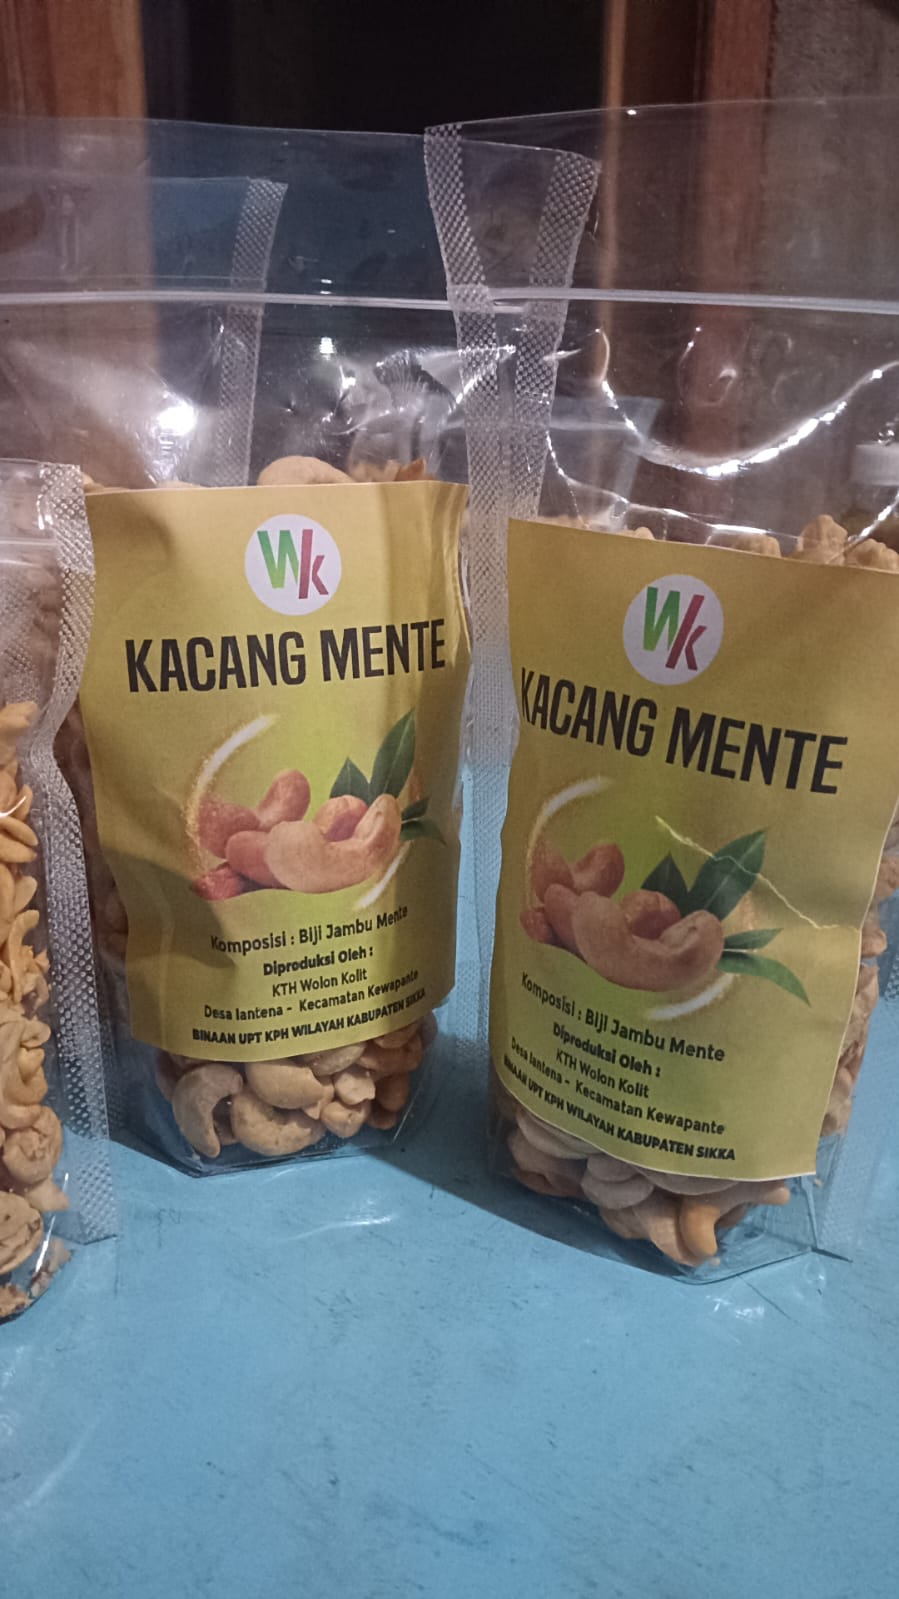 Wk
KACANG MENTE
Komposisi : Biji Jambu Mente
Diproduksi Oleh :
KTH Wolon Kolit
Desa Iantena - Kecamatan Kewapante
BINAAN UPT KPH WILAYAH KABUPATEN SIKKA
Wk
KACANG MENTE
Komposisi : Biji Jambu Mente
Diproduksi Oleh :
KTH Wolon Kolit
Desa Iantena - Kecamatan Kewapante
BINAAN UPT KPH WILAYAH KABUPATEN SIKKA